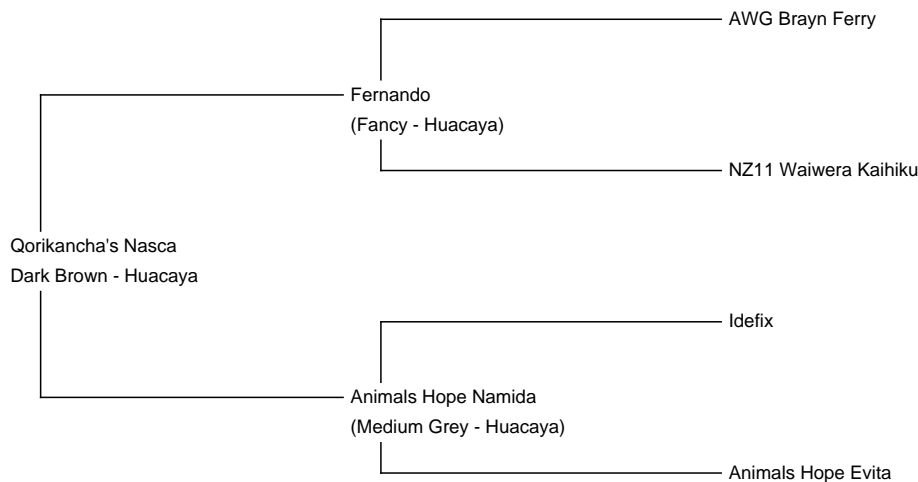 AWG Brayn Ferry
Fernando
(Fancy - Huacaya)
NZ11 Waiwera Kaihiku
Qorikancha's Nasca
Dark Brown - Huacaya
Idefix
Animals Hope Namida
(Medium Grey - Huacaya)
Animals Hope Evita